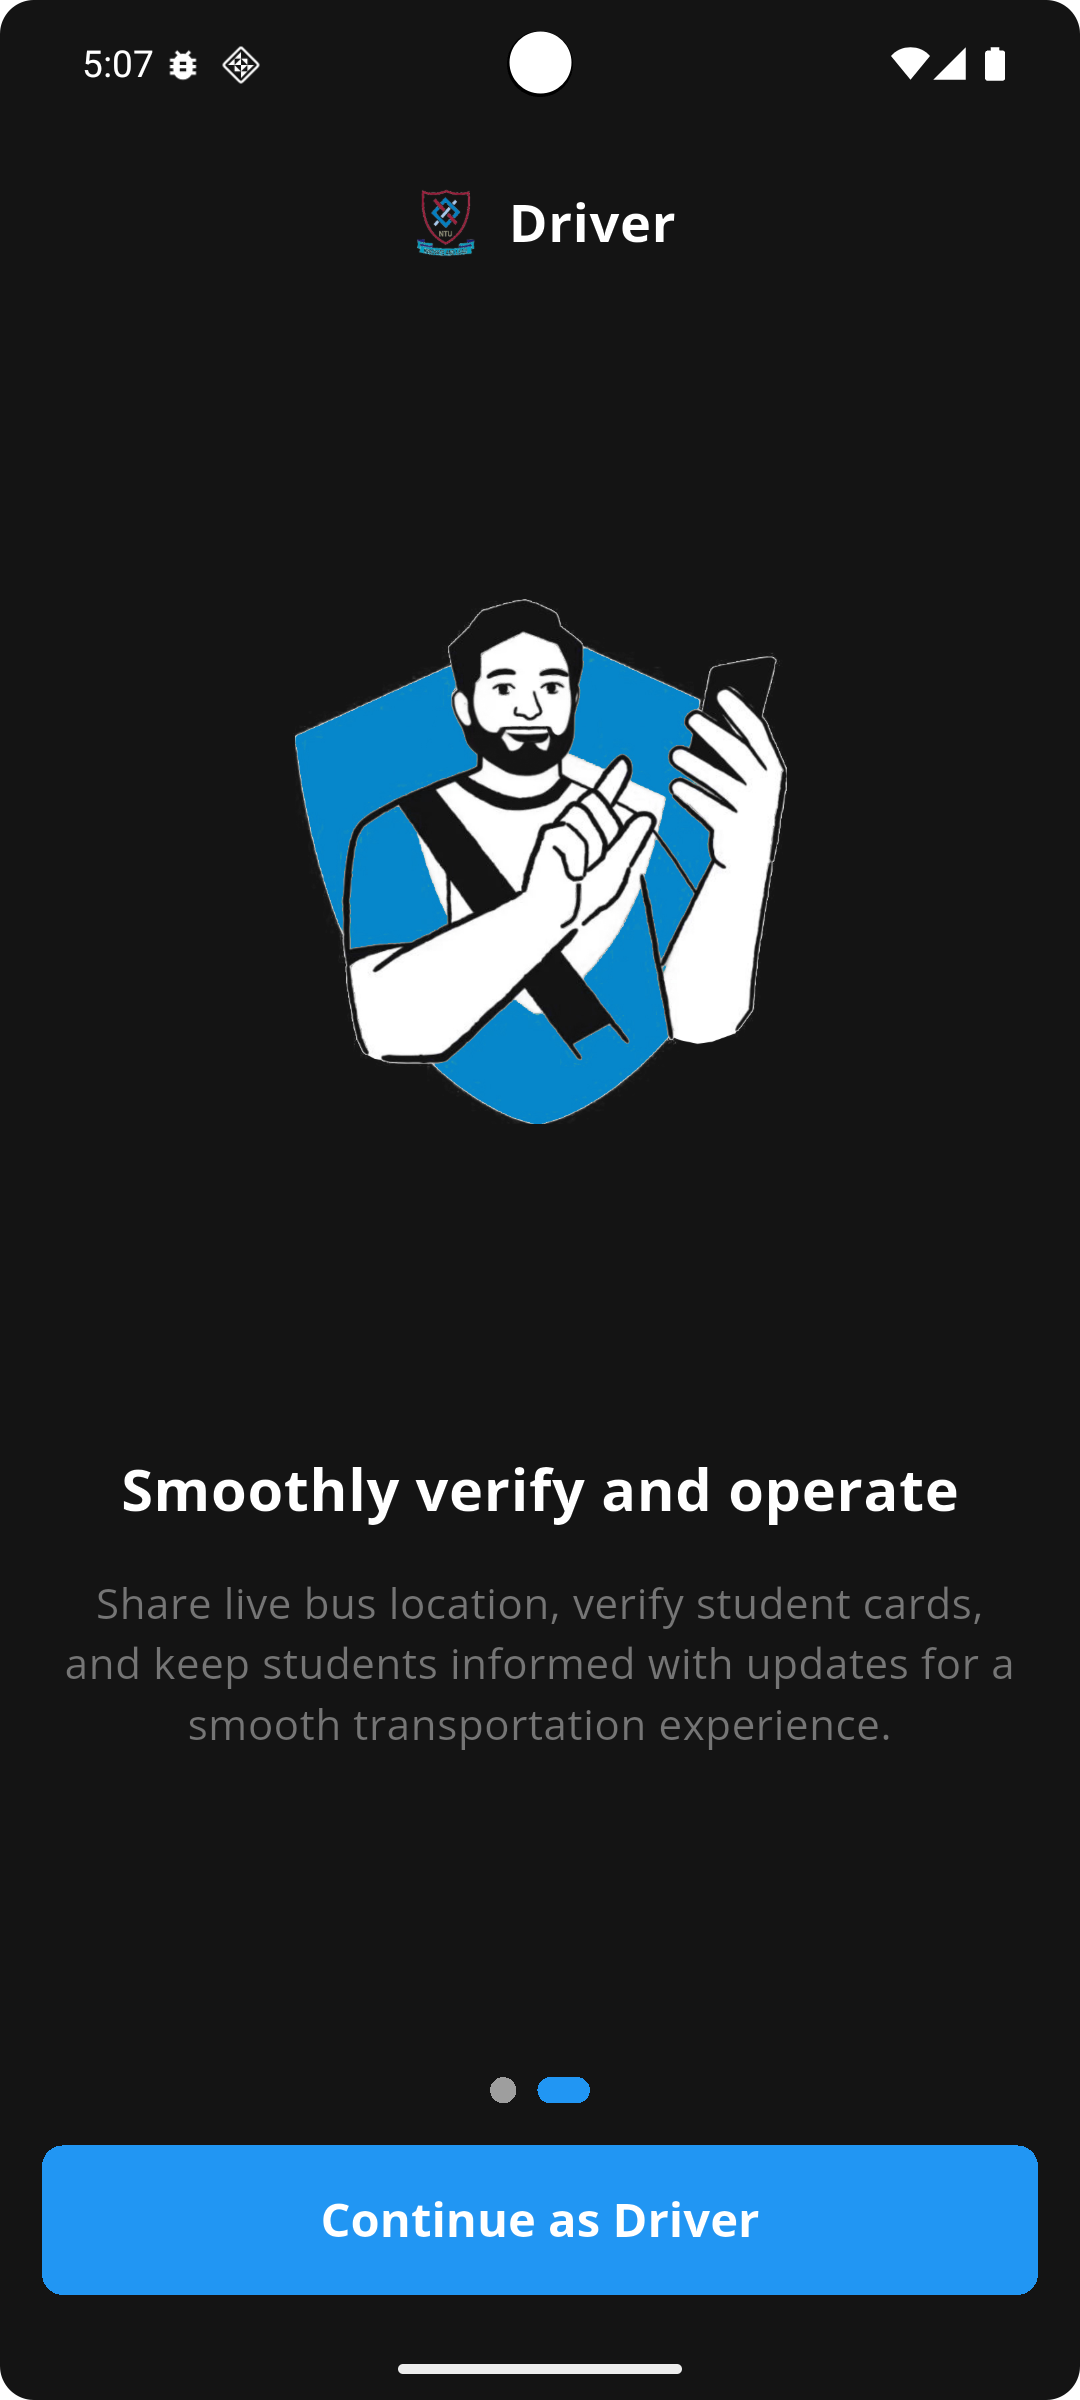 5:07
NTU
Driver
Smoothly verify and operate
Share live bus location, verify student cards,
and keep students informed with updates for a
smooth transportation experience.
Continue as Driver